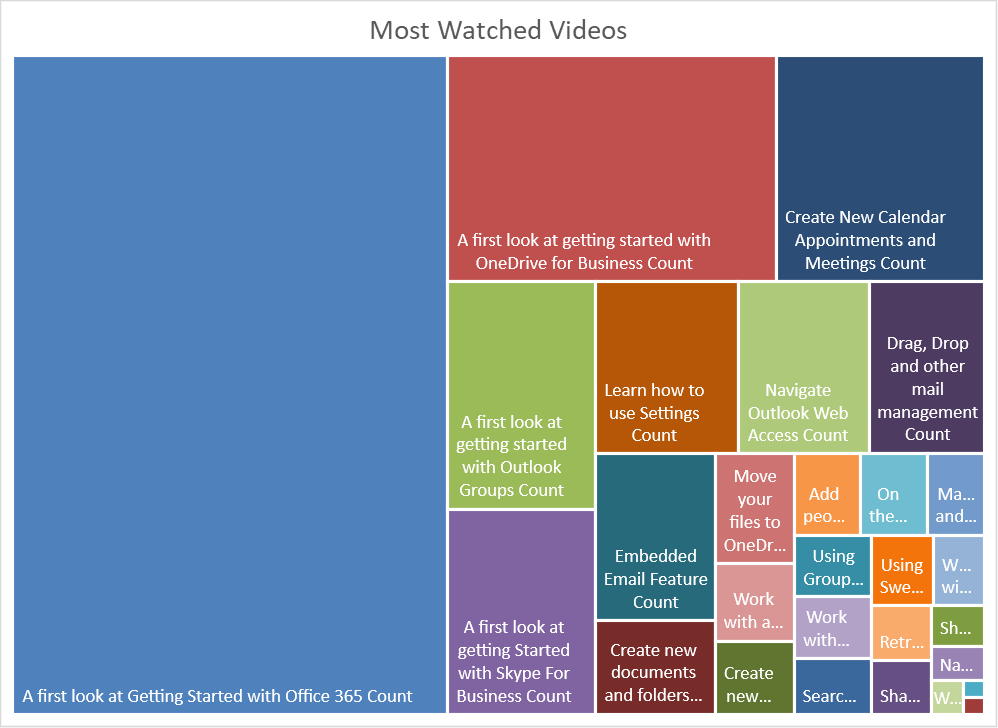 Most Watched Videos
A first look at Getting Started with Office 365 Count
A first look at getting started with
OneDrive for Business Count
Create New Calendar
Appointments and
Meetings Count
A first look at
getting started
with Outlook
Groups Count
Learn how to
use Settings
Count
Navigate
Outlook Web
Access Count
Drag, Drop
and other
mail
management
Count
A first look at
getting Started
with Skype For
Business Count
Embedded
Email Feature
Count
Create new
documents
and folders...
Move
your
files to
OneDr...
Work
with a...
Create
new...
Add
peo...
On
the...
Ma...
and...
Using
Group...
Using
Swe...
W...
wi...
Work
with...
Retr...
Sh...
Na...
Searc...
Sha...
W...